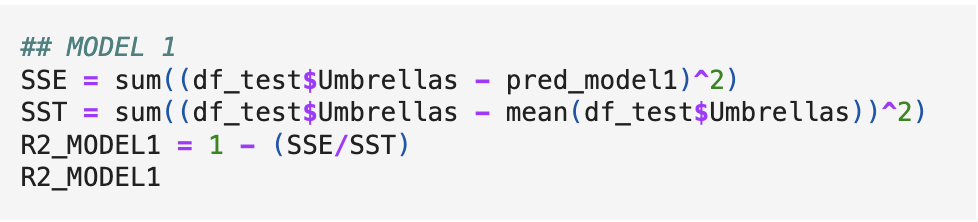 ## MODEL 1
SSE = sum((df_test$Umbrellas - pred_model1)^2)
SST = sum((df_test$Umbrellas - mean(df_test$Umbrellas))^2)
R2_MODEL1 = 1 - (SSE/SST)
R2_MODEL1